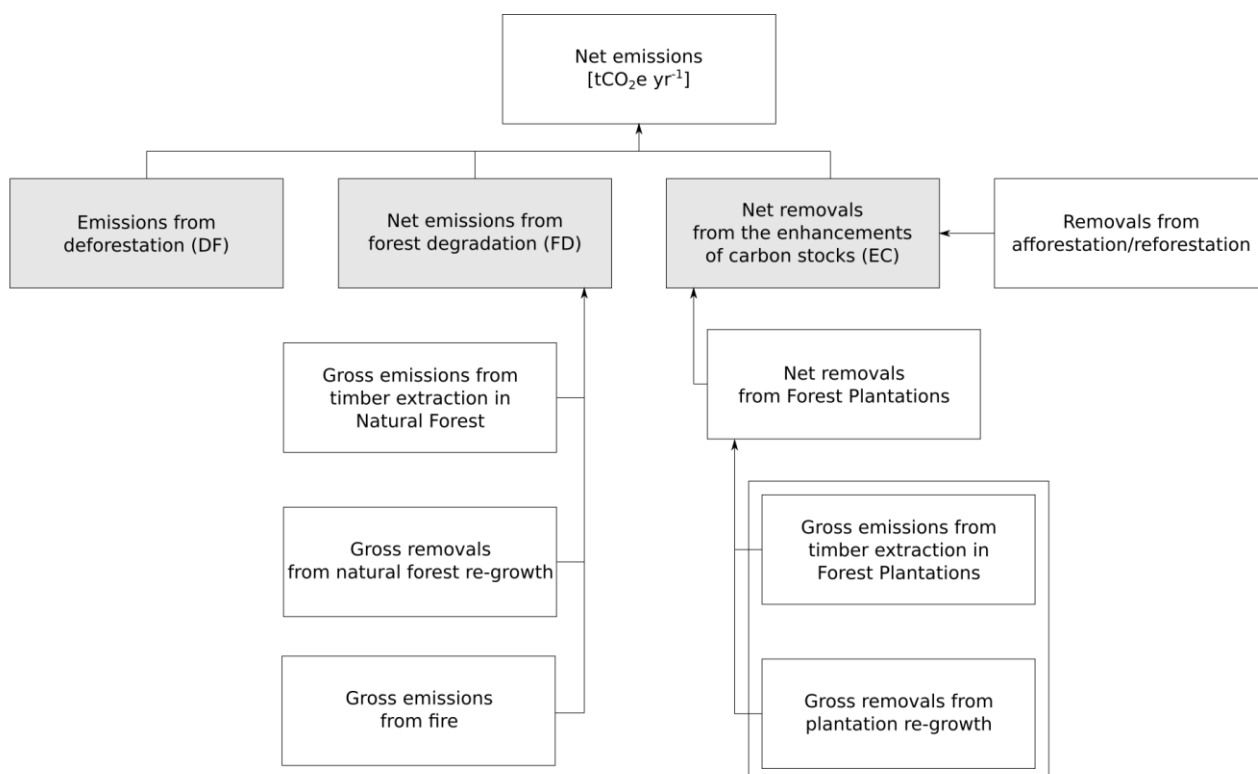 Net emissions
[tCO₂e yr⁻¹]
Emissions from
deforestation (DF)
Net emissions from
forest degradation (FD)
Net removals
from the enhancements
of carbon stocks (EC)
Removals from
afforestation/reforestation
Gross emissions from
timber extraction in
Natural Forest
Net removals
from Forest Plantations
Gross removals
from natural forest re-growth
Gross emissions from
timber extraction in
Forest Plantations
Gross emissions
from fire
Gross removals from
plantation re-growth